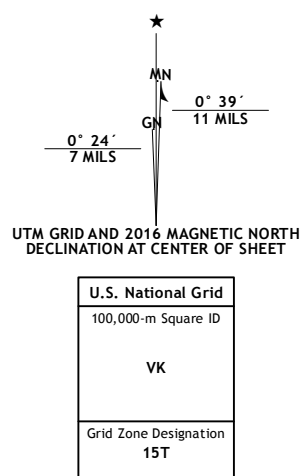 ★
MN
0° 39´
11 MILS
GN
0° 24´
7 MILS
UTM GRID AND 2016 MAGNETIC NORTH
DECLINATION AT CENTER OF SHEET
U.S. National Grid
100,000-m Square ID
VK
Grid Zone Designation
15T